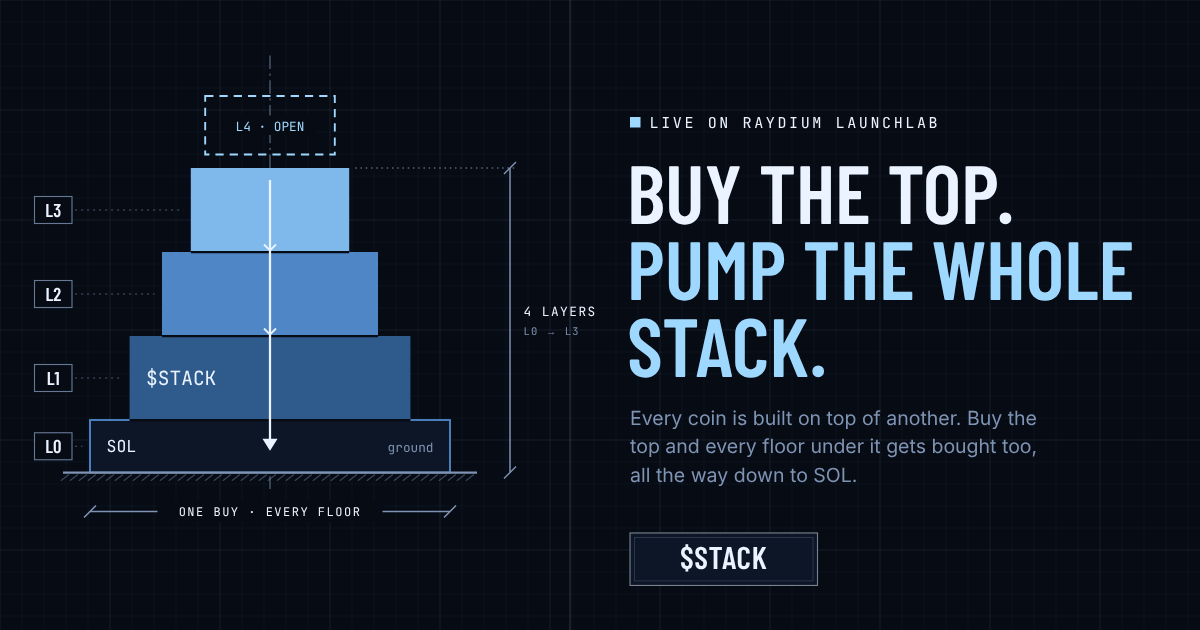 L4 · OPEN
L3
L2
L1
$STACK
L0
SOL
ground
4 LAYERS
L0 → L3
ONE BUY · EVERY FLOOR
LIVE ON RAYDIUM LAUNCHLAB
BUY THE TOP.
PUMP THE WHOLE
STACK.
Every coin is built on top of another. Buy the
top and every floor under it gets bought too,
all the way down to SOL.
$STACK